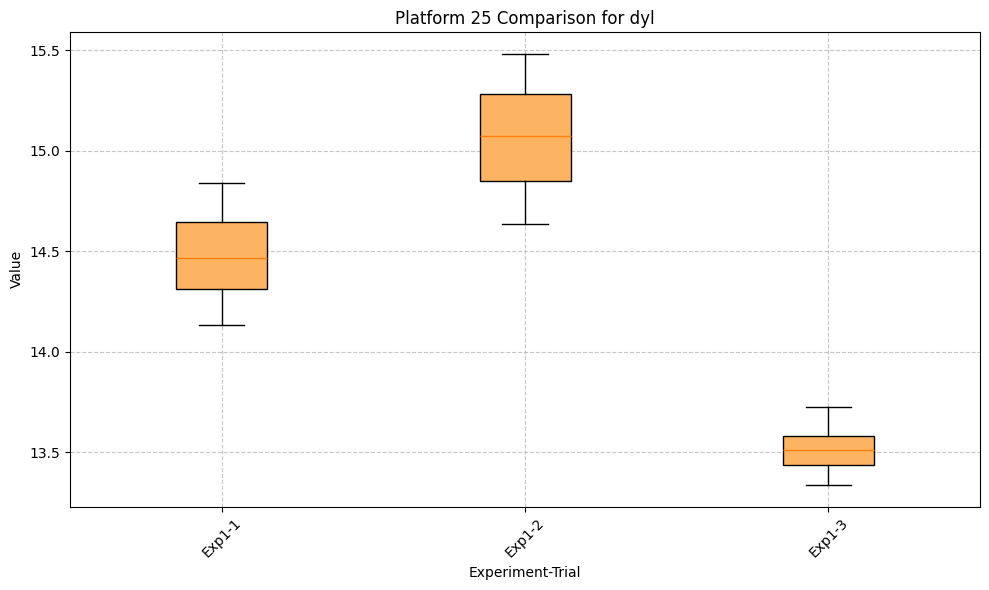 Platform 25 Comparison for dyl
15.5
15.0
14.5
14.0
13.5
Value
Exp1-1
Exp1-2
Exp1-3
Experiment-Trial